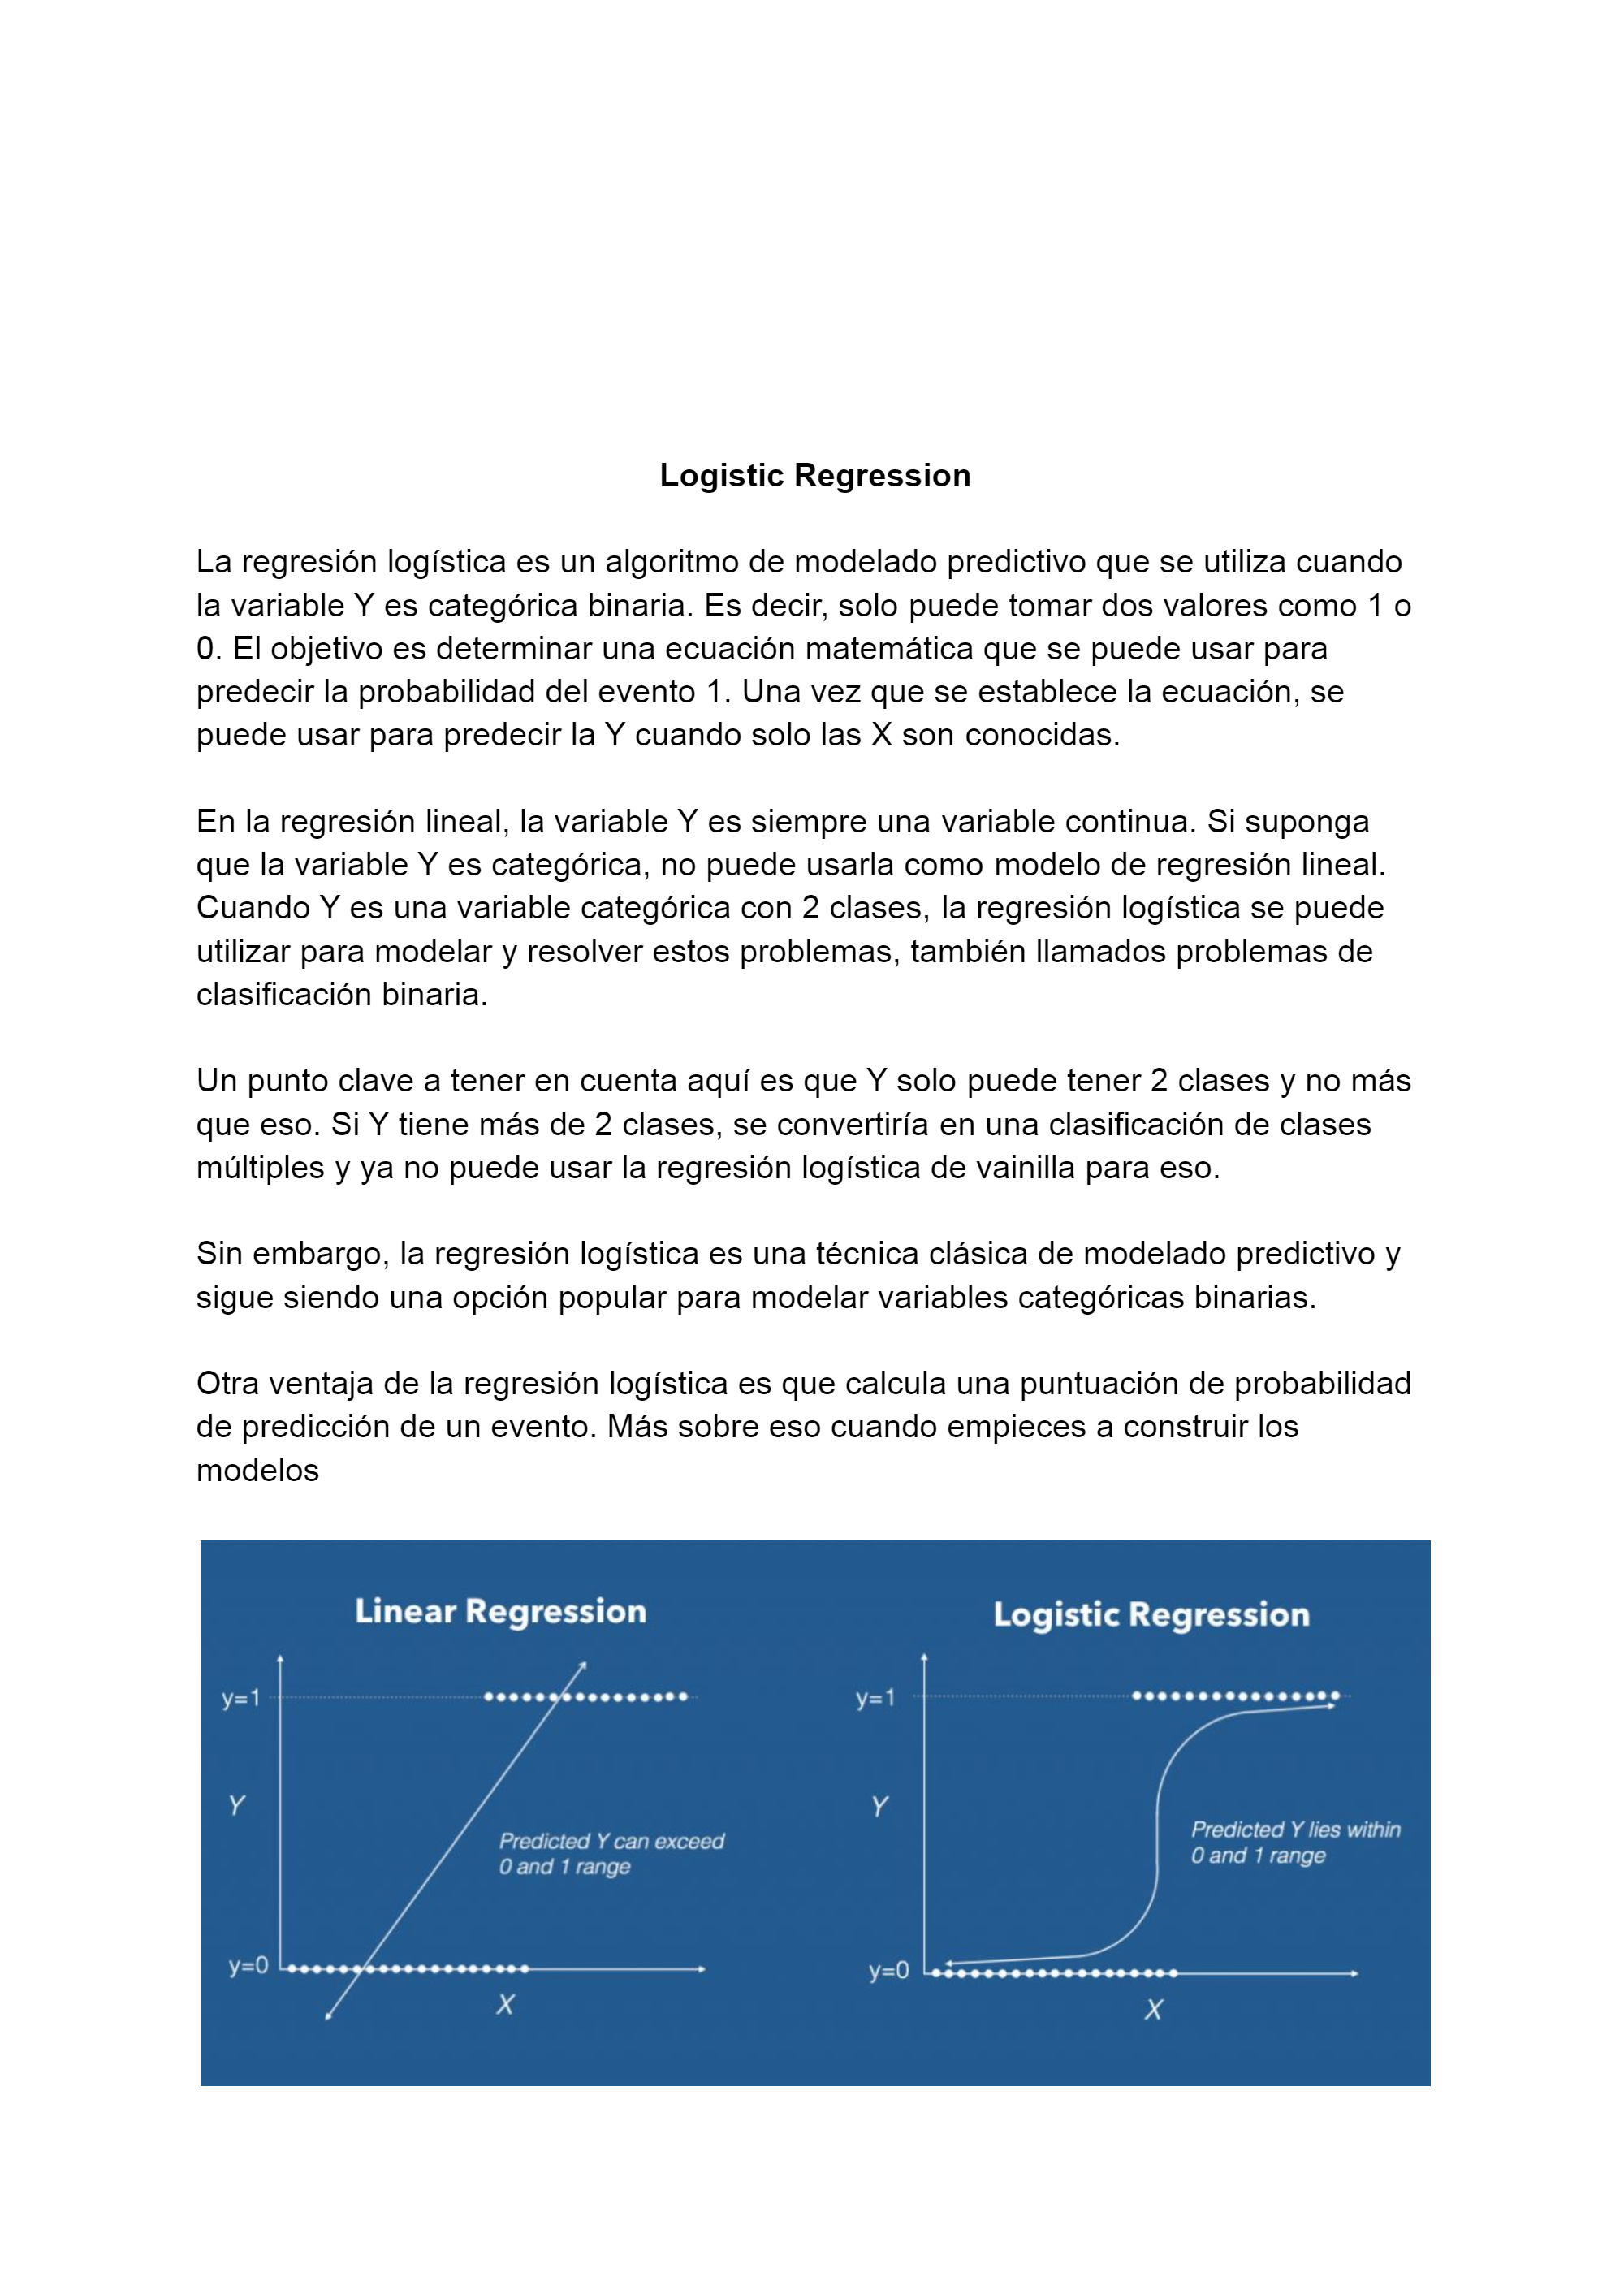 Logistic Regression
La regresión logística es un algoritmo de modelado predictivo que se utiliza cuando
la variable Y es categórica binaria. Es decir, solo puede tomar dos valores como 1 o
0. El objetivo es determinar una ecuación matemática que se puede usar para
predecir la probabilidad del evento 1. Una vez que se establece la ecuación, se
puede usar para predecir la Y cuando solo las X son conocidas.
En la regresión lineal, la variable Y es siempre una variable continua. Si suponga
que la variable Y es categórica, no puede usarla como modelo de regresión lineal.
Cuando Y es una variable categórica con 2 clases, la regresión logística se puede
utilizar para modelar y resolver estos problemas, también llamados problemas de
clasificación binaria.
Un punto clave a tener en cuenta aquí es que Y solo puede tener 2 clases y no más
que eso. Si Y tiene más de 2 clases, se convertiría en una clasificación de clases
múltiples y ya no puede usar la regresión logística de vainilla para eso.
Sin embargo, la regresión logística es una técnica clásica de modelado predictivo y
sigue siendo una opción popular para modelar variables categóricas binarias.
Otra ventaja de la regresión logística es que calcula una puntuación de probabilidad
de predicción de un evento. Más sobre eso cuando empieces a construir los
modelos
Linear Regression
y=1
Y
Predicted Y can exceed
0 and 1 range
y=0
X
Logistic Regression
y=1
Y
Predicted Y lies within
0 and 1 range
y=0
X